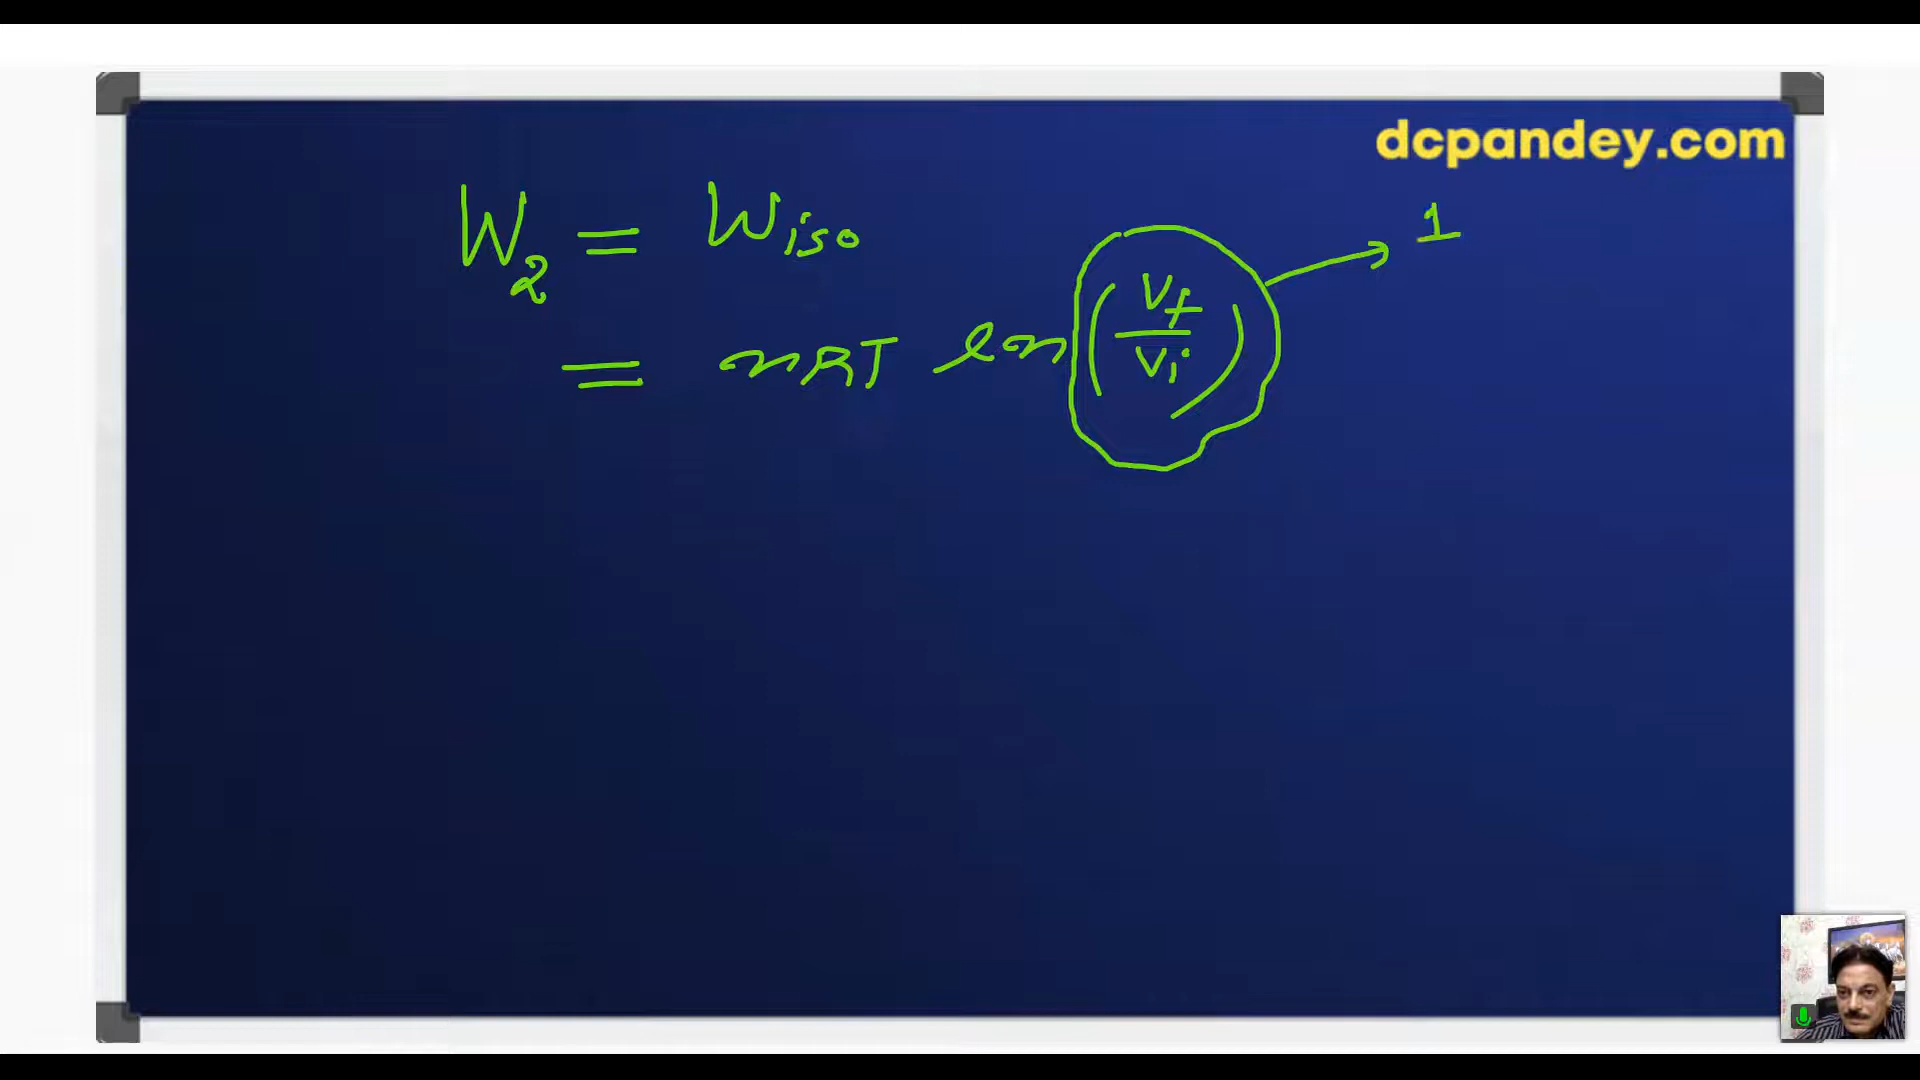 dcpandey.com
W₂ = Wiso → 1
= nRT ln (Vf/Vi)